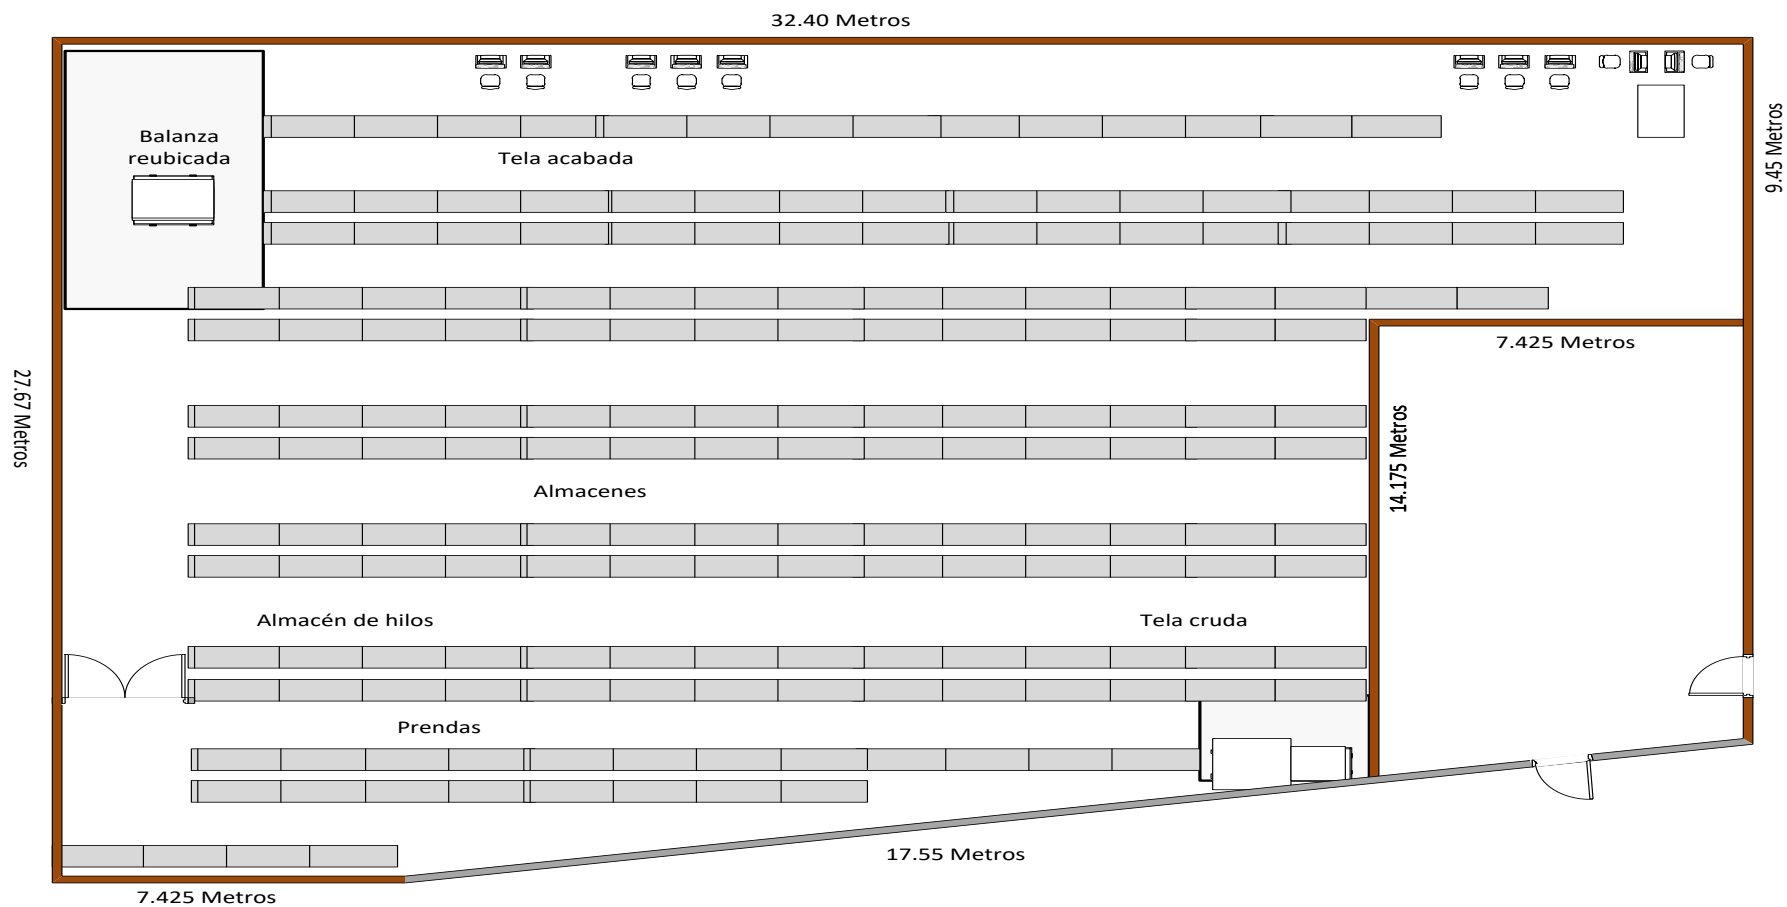 32.40 Metros
Balanza
reubicada
Tela acabada
9.45 Metros
7.425 Metros
27.67 Metros
14.175 Metros
Almacenes
Almacén de hilos
Tela cruda
Prendas
17.55 Metros
7.425 Metros